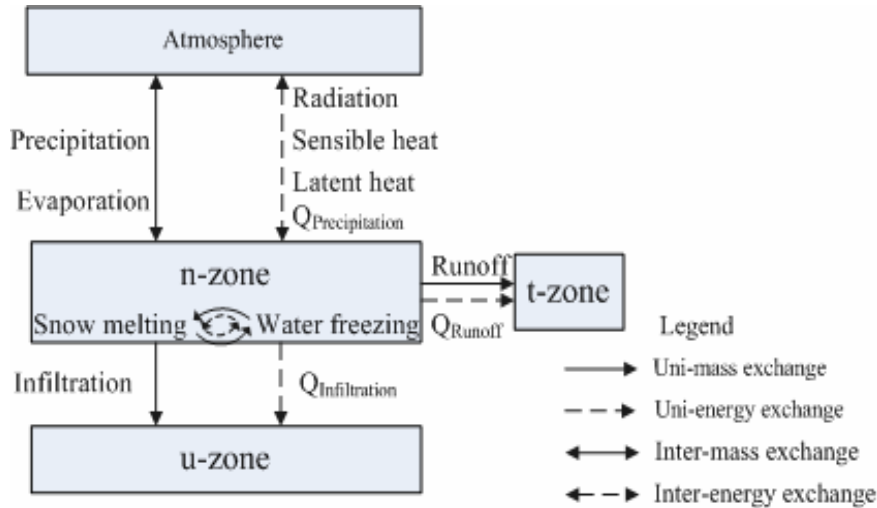 Atmosphere
Radiation
Precipitation
Sensible heat
Latent heat
Evaporation
QPrecipitation
n-zone
Runoff
t-zone
Snow melting
Water freezing
QRunoff
Legend
Infiltration
QInfiltration
Uni-mass exchange
Uni-energy exchange
u-zone
Inter-mass exchange
Inter-energy exchange